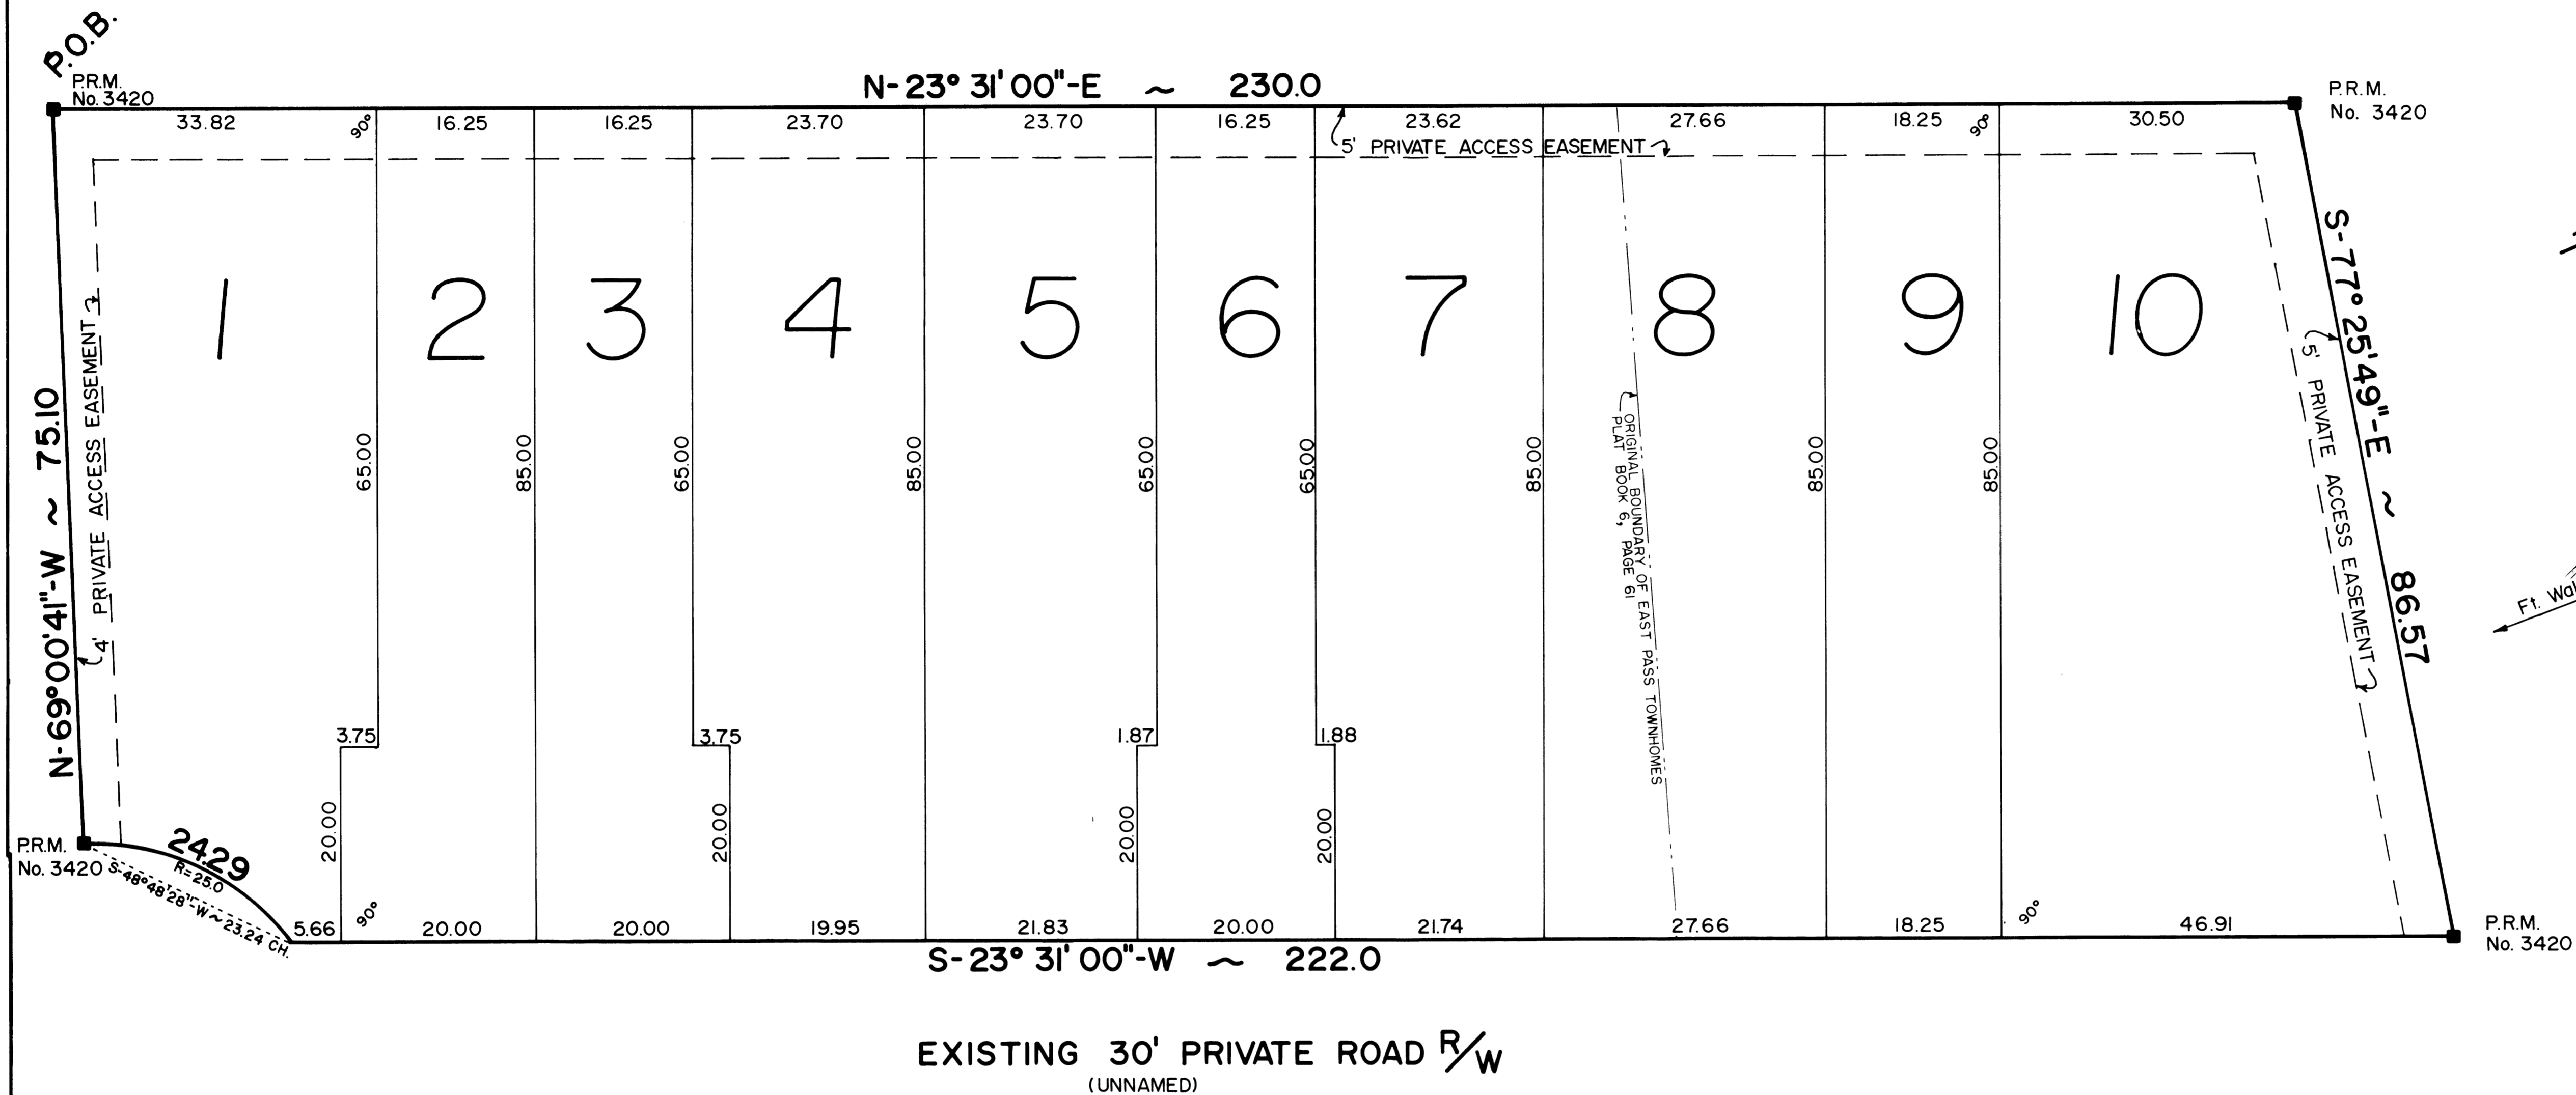 P.O.B.
P.R.M.
No. 3420
N-23° 31' 00"-E ~ 230.0
P.R.M.
No. 3420
33.82
90°
16.25
16.25
23.70
23.70
16.25
23.62
27.66
18.25
90°
30.50
5' PRIVATE ACCESS EASEMENT
1
2
3
4
5
6
7
8
9
10
N-69°00'41"-W ~ 75.10
4' PRIVATE ACCESS EASEMENT
65.00
85.00
65.00
85.00
65.00
65.00
85.00
85.00
85.00
ORIGINAL BOUNDARY OF EAST PASS TOWNHOMES
PLAT BOOK 6, PAGE 61
S-77° 25'49"-E ~ 86.57
5' PRIVATE ACCESS EASEMENT
Ft.
3.75
3.75
1.87
1.88
20.00
20.00
20.00
20.00
P.R.M.
No. 3420
24.29
R=25.0
S-48°48'28"-W~23.24 CH.
5.66
90°
20.00
20.00
19.95
21.83
20.00
21.74
27.66
18.25
90°
46.91
P.R.M.
No. 3420
S-23° 31' 00"-W ~ 222.0
EXISTING 30' PRIVATE ROAD R/W
(UNNAMED)